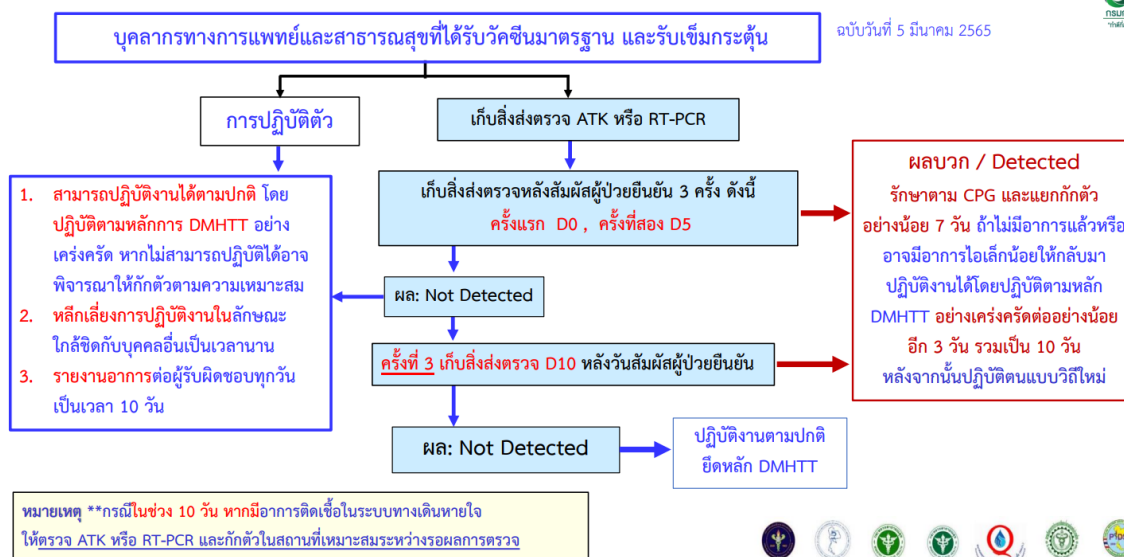 บุคลากรทางการแพทย์และสาธารณสุขที่ได้รับวัคซีนมาตรฐาน และรับเข็มกระตุ้น
ฉบับวันที่ 5 มีนาคม 2565
การปฏิบัติตัว
เก็บสิ่งส่งตรวจ ATK หรือ RT-PCR
1. สามารถปฏิบัติงานได้ตามปกติ โดย
ปฏิบัติตามหลักการ DMHTT อย่าง
เคร่งครัด หากไม่สามารถปฏิบัติได้อาจ
พิจารณาให้กักตัวตามความเหมาะสม
2. หลีกเลี่ยงการปฏิบัติงานในลักษณะ
ใกล้ชิดกับบุคคลอื่นเป็นเวลานาน
3. รายงานอาการต่อผู้รับผิดชอบทุกวัน
เป็นเวลา 10 วัน
เก็บสิ่งส่งตรวจหลังสัมผัสผู้ป่วยยืนยัน 3 ครั้ง ดังนี้
ครั้งแรก D0 , ครั้งที่สอง D5
ผล: Not Detected
ครั้งที่ 3 เก็บสิ่งส่งตรวจ D10 หลังวันสัมผัสผู้ป่วยยืนยัน
ผล: Not Detected
ปฏิบัติงานตามปกติ
ยึดหลัก DMHTT
ผลบวก / Detected
รักษาตาม CPG และแยกกักตัว
อย่างน้อย 7 วัน ถ้าไม่มีอาการแล้วหรือ
อาจมีอาการไอเล็กน้อยให้กลับมา
ปฏิบัติงานได้โดยปฏิบัติตามหลัก
DMHTT อย่างเคร่งครัดต่ออย่างน้อย
อีก 3 วัน รวมเป็น 10 วัน
หลังจากนั้นปฏิบัติตนแบบวิถีใหม่
หมายเหตุ **กรณีในช่วง 10 วัน หากมีอาการติดเชื้อในระบบทางเดินหายใจ
ให้ตรวจ ATK หรือ RT-PCR และกักตัวในสถานที่เหมาะสมระหว่างรอผลการตรวจ